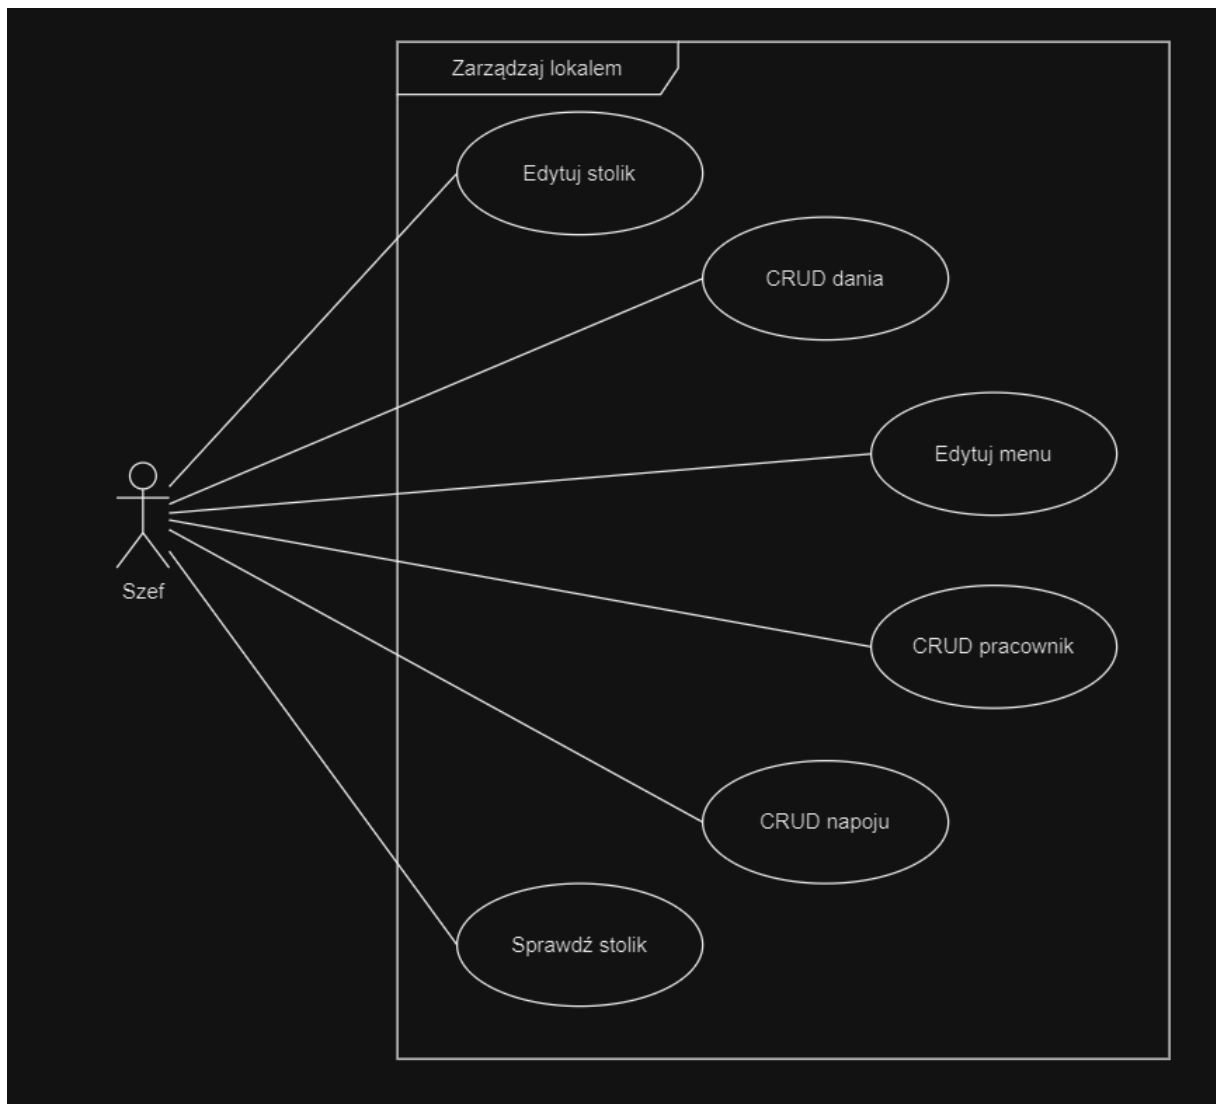 Zarządzaj lokalem
Edytuj stolik
CRUD dania
Edytuj menu
Szef
CRUD pracownik
CRUD napoju
Sprawdź stolik